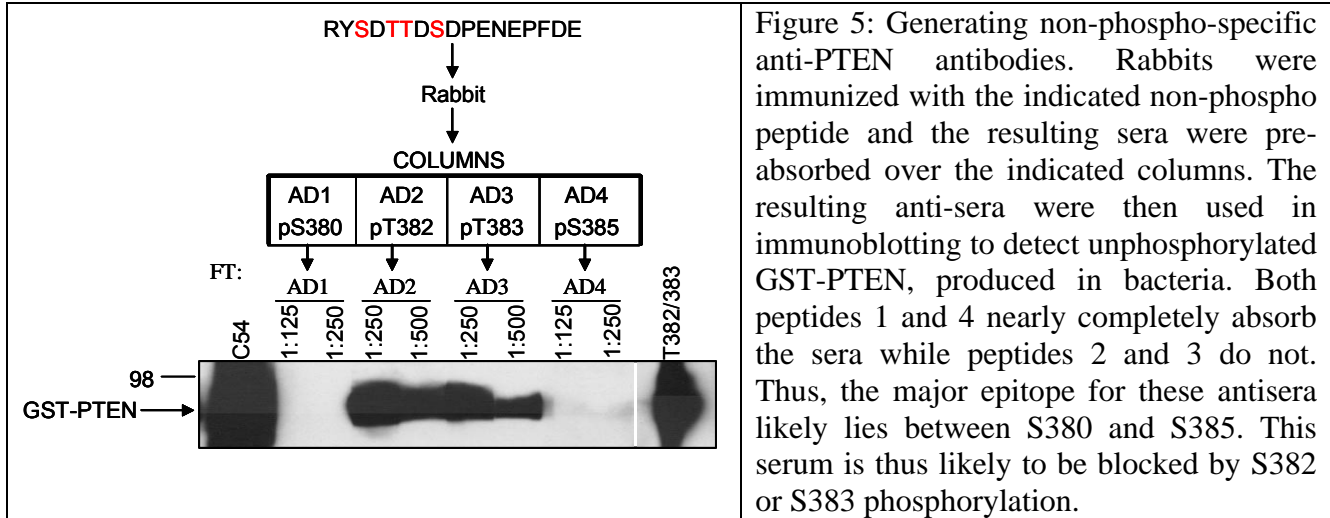 RYSDTTDSDPENEPFDE
Rabbit
COLUMNS
AD1 AD2 AD3 AD4
pS380 pT382 pT383 pS385
FT: AD1 AD2 AD3 AD4
C54 1:125 1:250 1:250 1:500 1:250 1:500 1:125 1:250 T382/383
98
GST-PTEN
Figure 5: Generating non-phospho-specific
anti-PTEN antibodies. Rabbits were
immunized with the indicated non-phospho
peptide and the resulting sera were pre-
absorbed over the indicated columns. The
resulting anti-sera were then used in
immunoblotting to detect unphosphorylated
GST-PTEN, produced in bacteria. Both
peptides 1 and 4 nearly completely absorb
the sera while peptides 2 and 3 do not.
Thus, the major epitope for these antisera
likely lies between S380 and S385. This
serum is thus likely to be blocked by S382
or S383 phosphorylation.